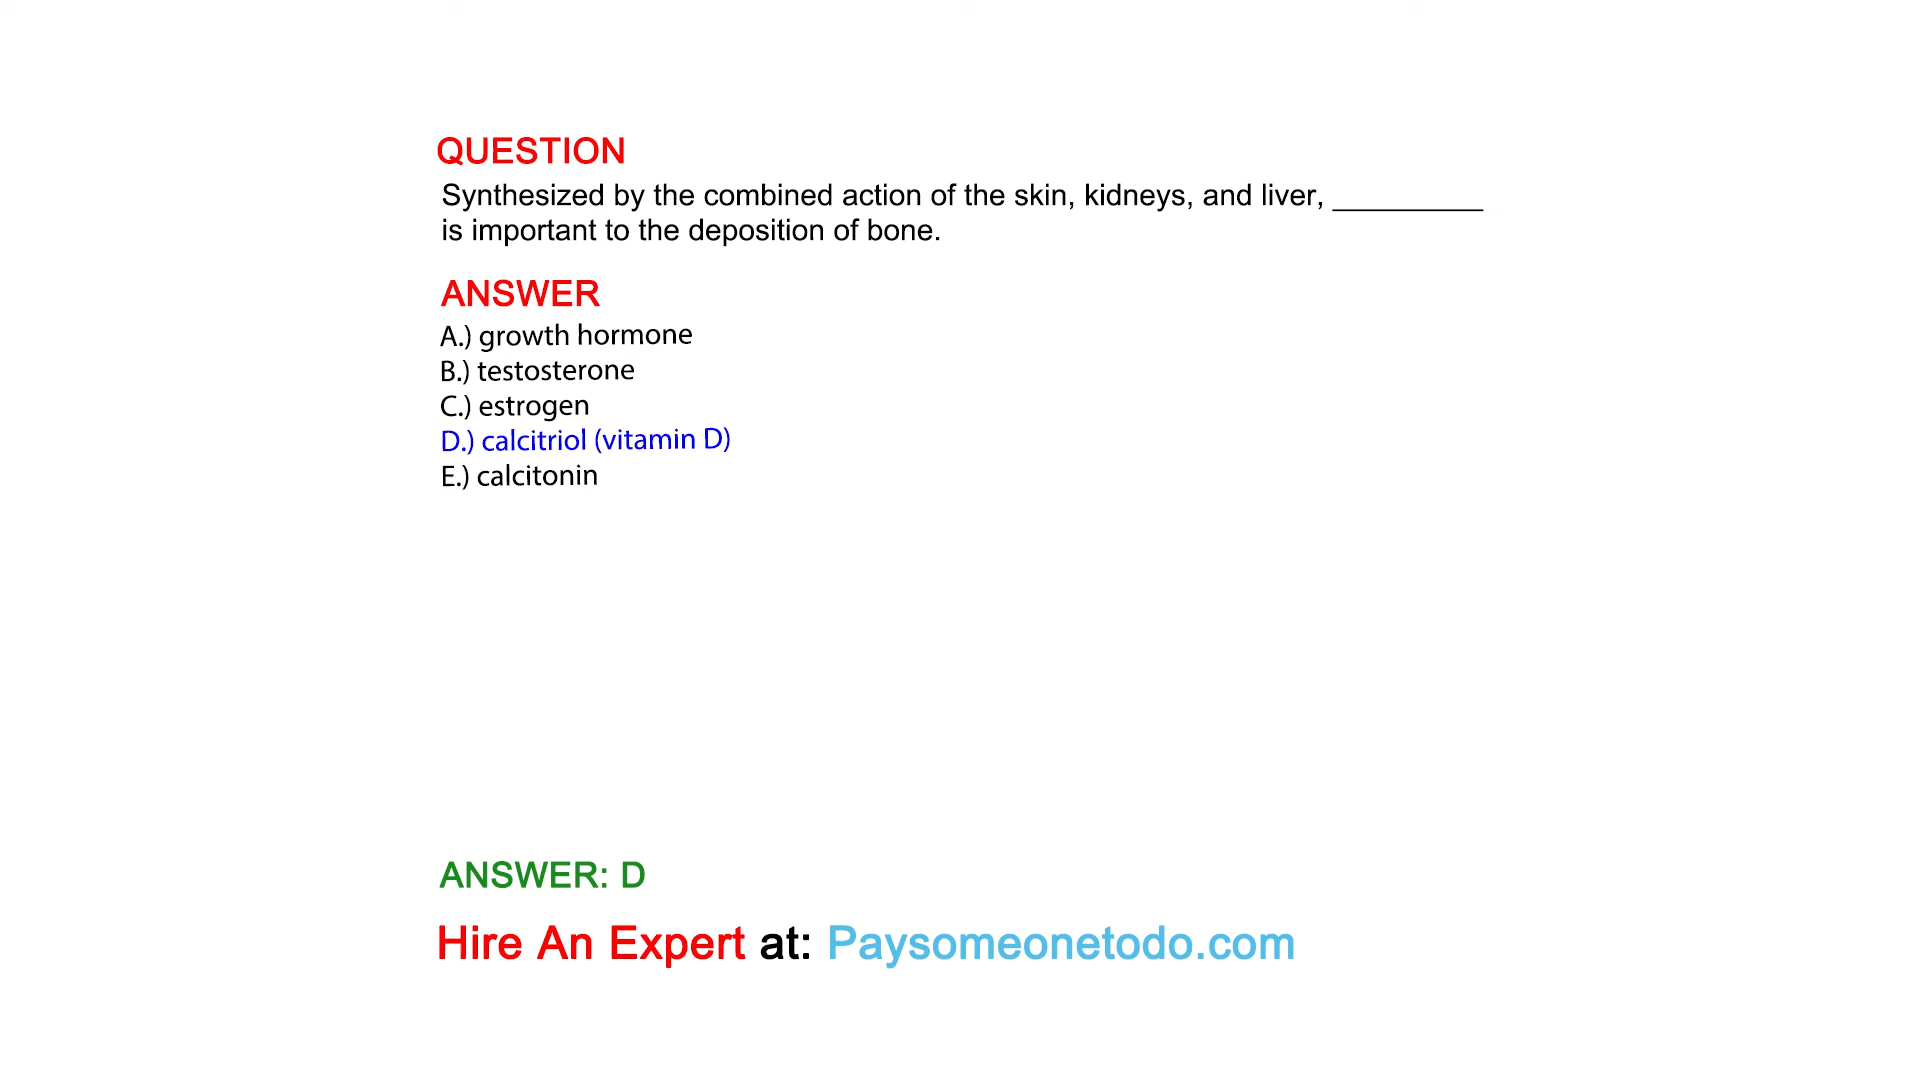 QUESTION
Synthesized by the combined action of the skin, kidneys, and liver, _________
is important to the deposition of bone.
ANSWER
A.) growth hormone
B.) testosterone
C.) estrogen
D.) calcitriol (vitamin D)
E.) calcitonin
ANSWER: D
Hire An Expert at: Paysomeonetodo.com